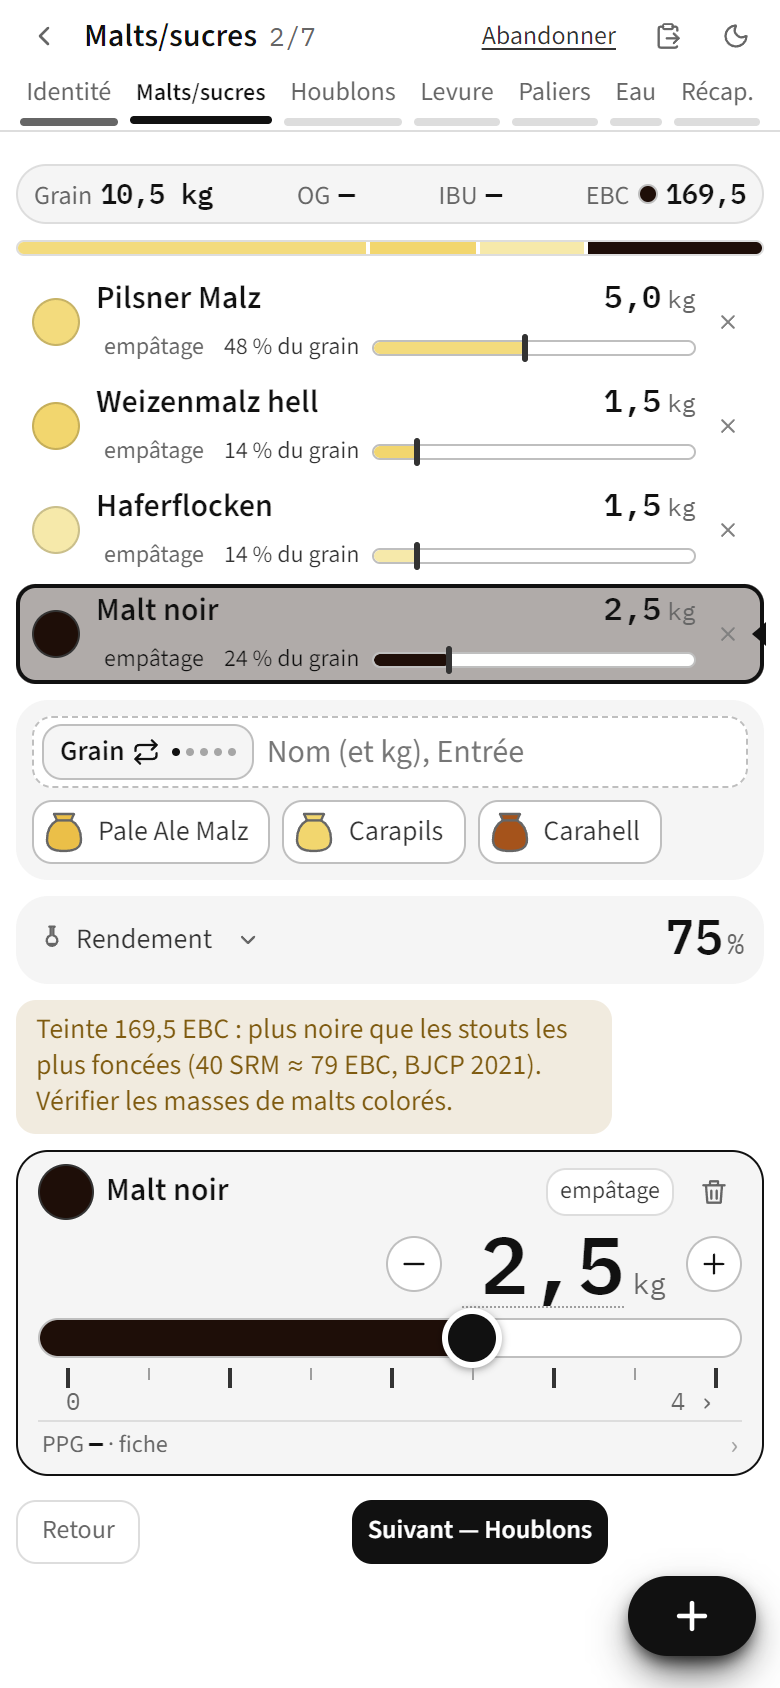 Malts/sucres 2/7 Abandonner
Identité Malts/sucres Houblons Levure Paliers Eau Récap.
Grain 10,5 kg OG – IBU – EBC 169,5
Pilsner Malz 5,0 kg
empâtage 48 % du grain
Weizenmalz hell 1,5 kg
empâtage 14 % du grain
Haferflocken 1,5 kg
empâtage 14 % du grain
Malt noir 2,5 kg
empâtage 24 % du grain
Grain Nom (et kg), Entrée
Pale Ale Malz Carapils Carahell
Rendement 75 %
Teinte 169,5 EBC : plus noire que les stouts les
plus foncées (40 SRM ≈ 79 EBC, BJCP 2021).
Vérifier les masses de malts colorés.
Malt noir empâtage
− 2,5 kg +
0 4 ›
PPG – · fiche ›
Retour Suivant — Houblons
+